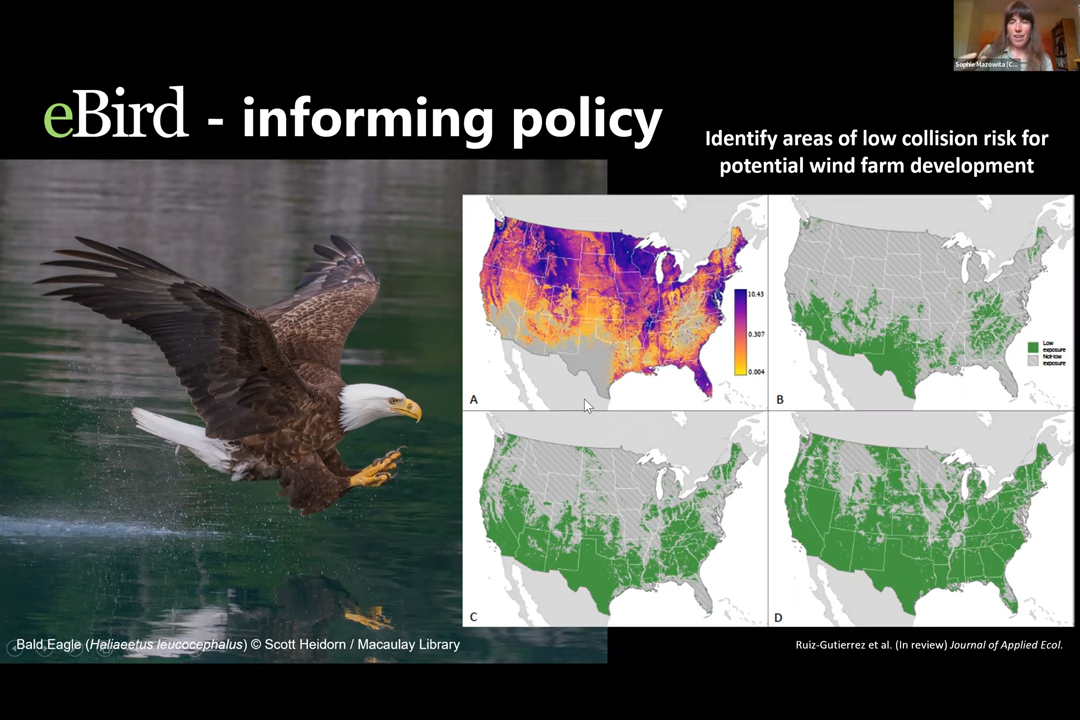 Sophie Mazowita (C...
eBird - informing policy
Identify areas of low collision risk for
potential wind farm development
10.43
0.307
0.004
A
Low
exposure
Not-low
exposure
B
C
D
Bald Eagle (Haliaeetus leucocephalus) © Scott Heidorn / Macaulay Library
Ruiz-Gutierrez et al. (In review) Journal of Applied Ecol.